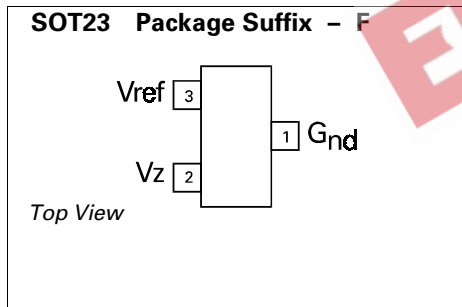 SOT23 Package Suffix – F
Vref 3
1 Gnd
Vz 2
Top View